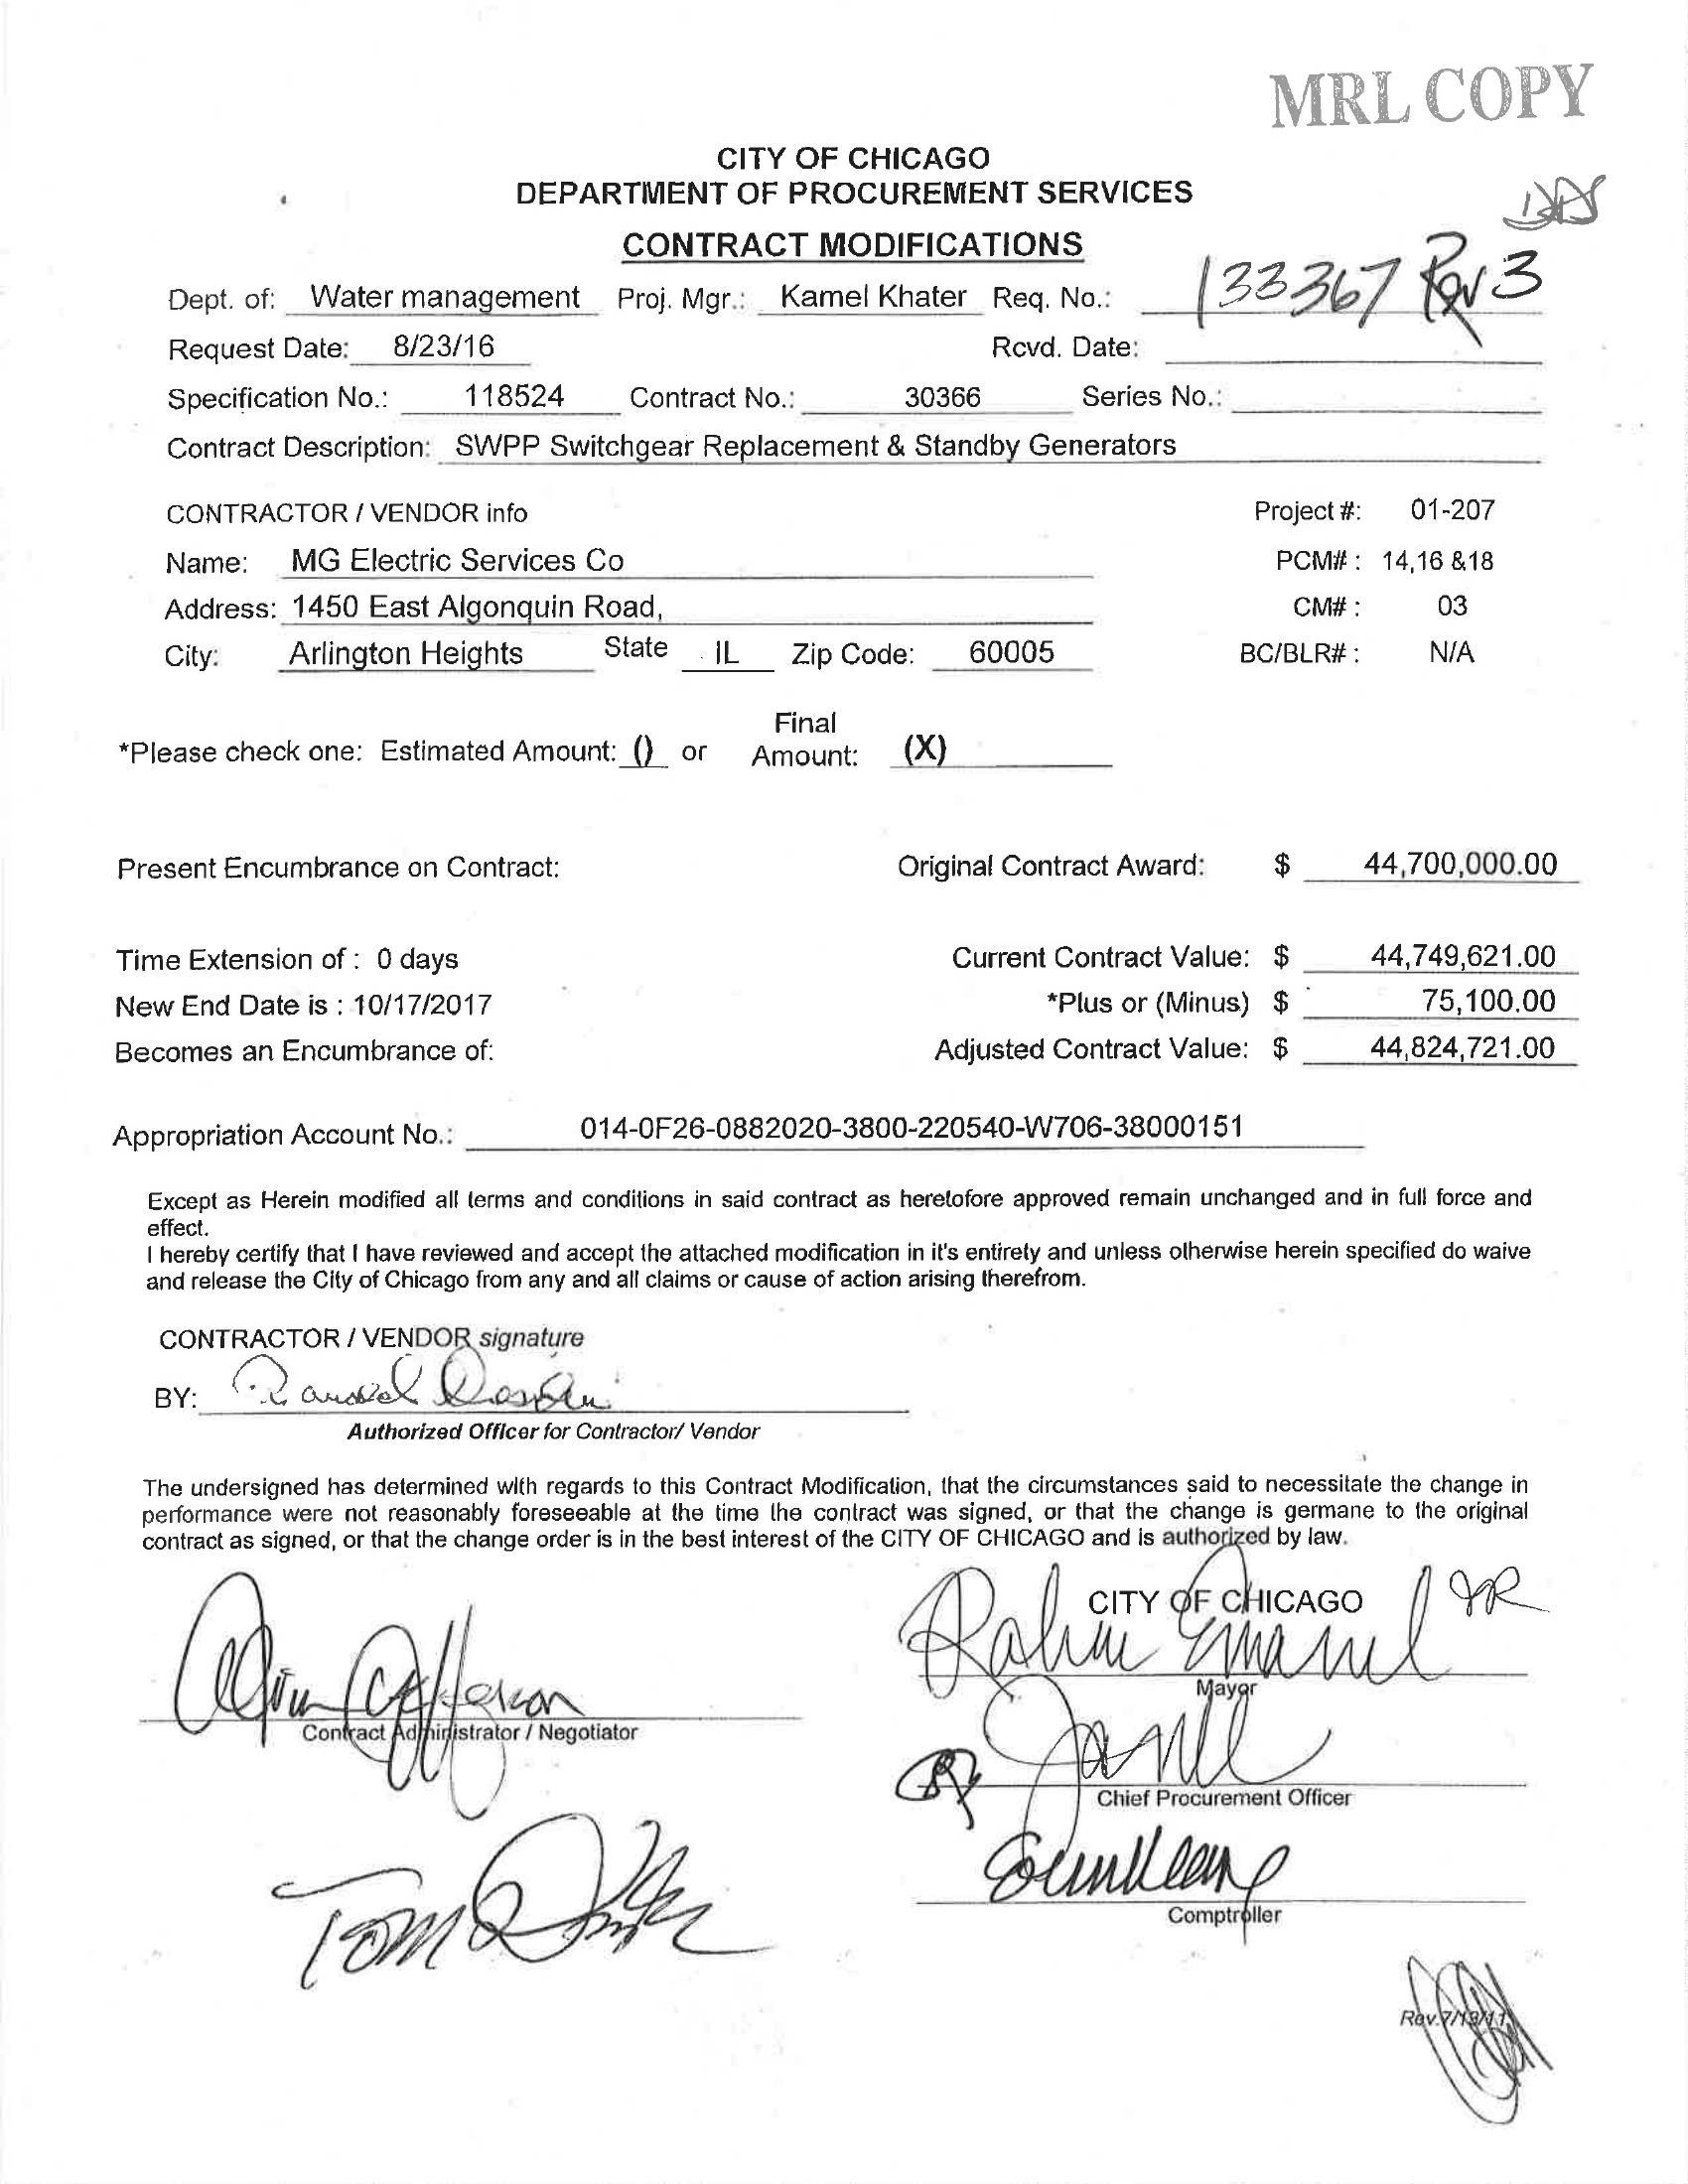 MRL COPY
CITY OF CHICAGO
DEPARTMENT OF PROCUREMENT SERVICES
CONTRACT MODIFICATIONS
Dept. of: Water management Proj. Mgr.: Kamel Khater Req. No.: 133367 Rev 3
Request Date: 8/23/16 Rcvd. Date:
Specification No.: 118524 Contract No.: 30366 Series No.:
Contract Description: SWPP Switchgear Replacement & Standby Generators
CONTRACTOR / VENDOR info Project #: 01-207
Name: MG Electric Services Co PCM# : 14,16 &18
Address: 1450 East Algonquin Road, CM# : 03
City: Arlington Heights State IL Zip Code: 60005 BC/BLR# : N/A
Final
*Please check one: Estimated Amount: () or Amount: (X)
Present Encumbrance on Contract: Original Contract Award: $ 44,700,000.00
Time Extension of : 0 days Current Contract Value: $ 44,749,621.00
New End Date is : 10/17/2017 *Plus or (Minus) $ 75,100.00
Becomes an Encumbrance of: Adjusted Contract Value: $ 44,824,721.00
Appropriation Account No.: 014-0F26-0882020-3800-220540-W706-38000151
Except as Herein modified all terms and conditions in said contract as heretofore approved remain unchanged and in full force and
effect.
I hereby certify that I have reviewed and accept the attached modification in it's entirety and unless otherwise herein specified do waive
and release the City of Chicago from any and all claims or cause of action arising therefrom.
CONTRACTOR / VENDOR signature
BY:
Authorized Officer for Contractor/ Vendor
The undersigned has determined with regards to this Contract Modification, that the circumstances said to necessitate the change in
performance were not reasonably foreseeable at the time the contract was signed, or that the change is germane to the original
contract as signed, or that the change order is in the best interest of the CITY OF CHICAGO and is authorized by law.
CITY OF CHICAGO
Rahm Emanuel
Mayor
Contract Administrator / Negotiator
Chief Procurement Officer
Tom
Comptroller
Rev.7/19/11